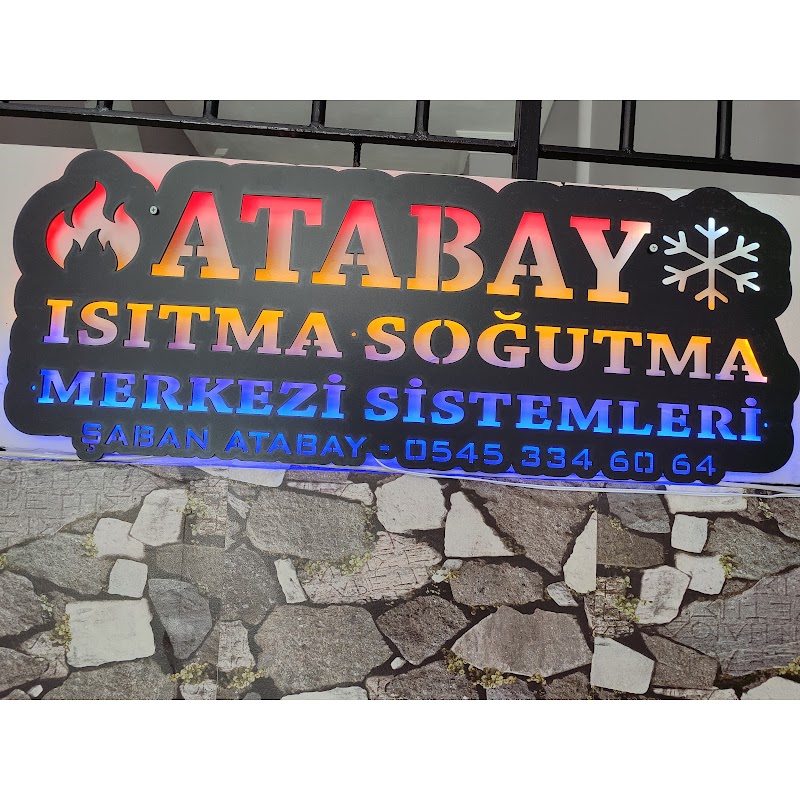 ATABAY
ISITMA·SOĞUTMA
·MERKEZİ SİSTEMLERİ·
ŞABAN ATABAY - 0545 334 60 64